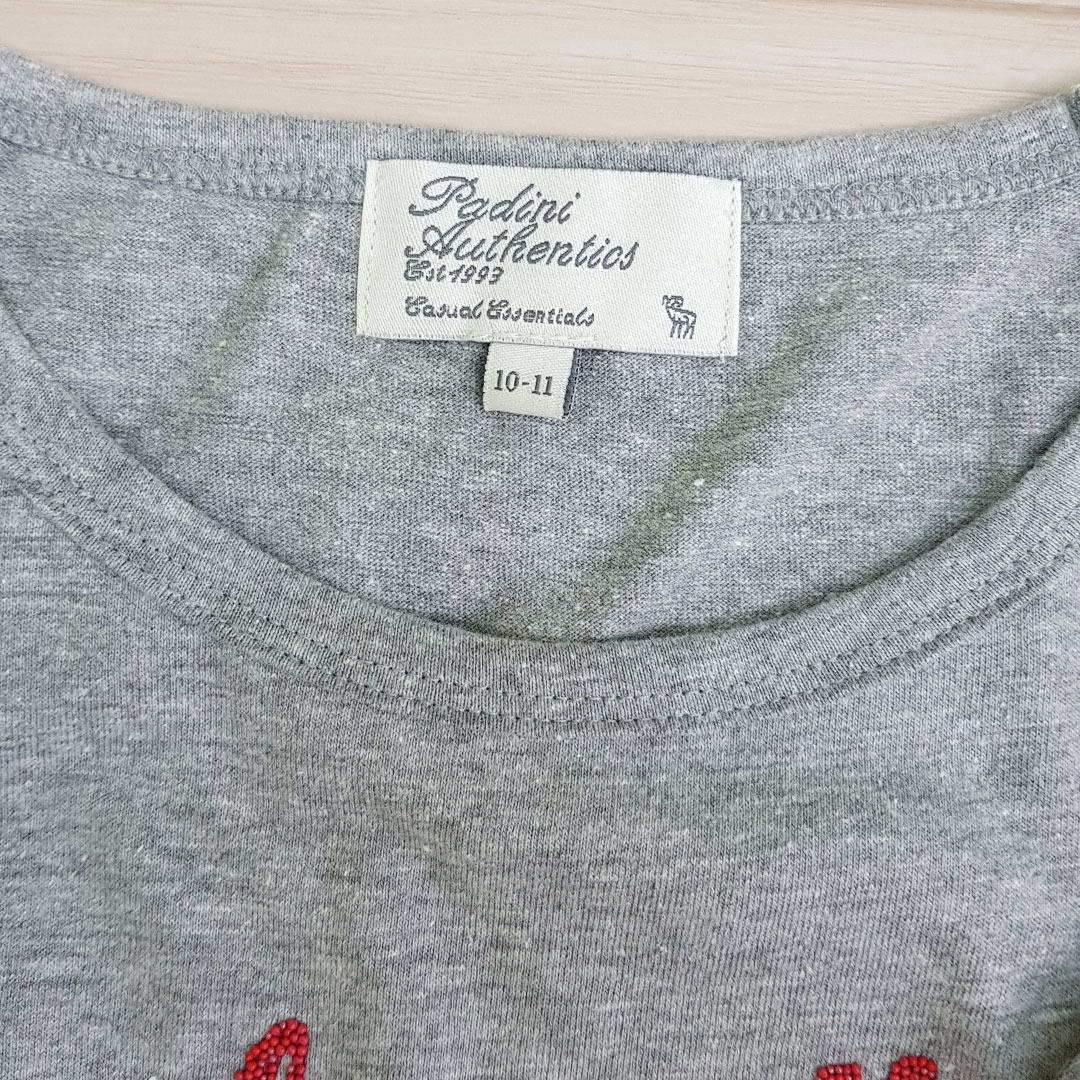 Padini
Authentics
Est 1993
Casual Essentials
10-11